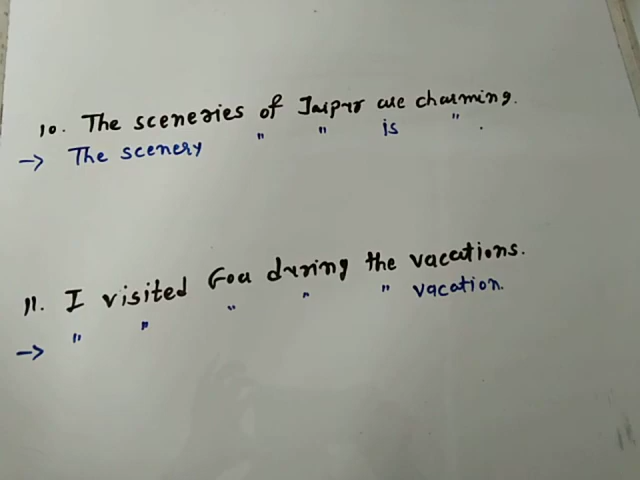 10. The sceneries of Jaipur are charming.
→ The scenery " " is " .
11. I visited Goa during the vacations.
→ " " " " " vacation.